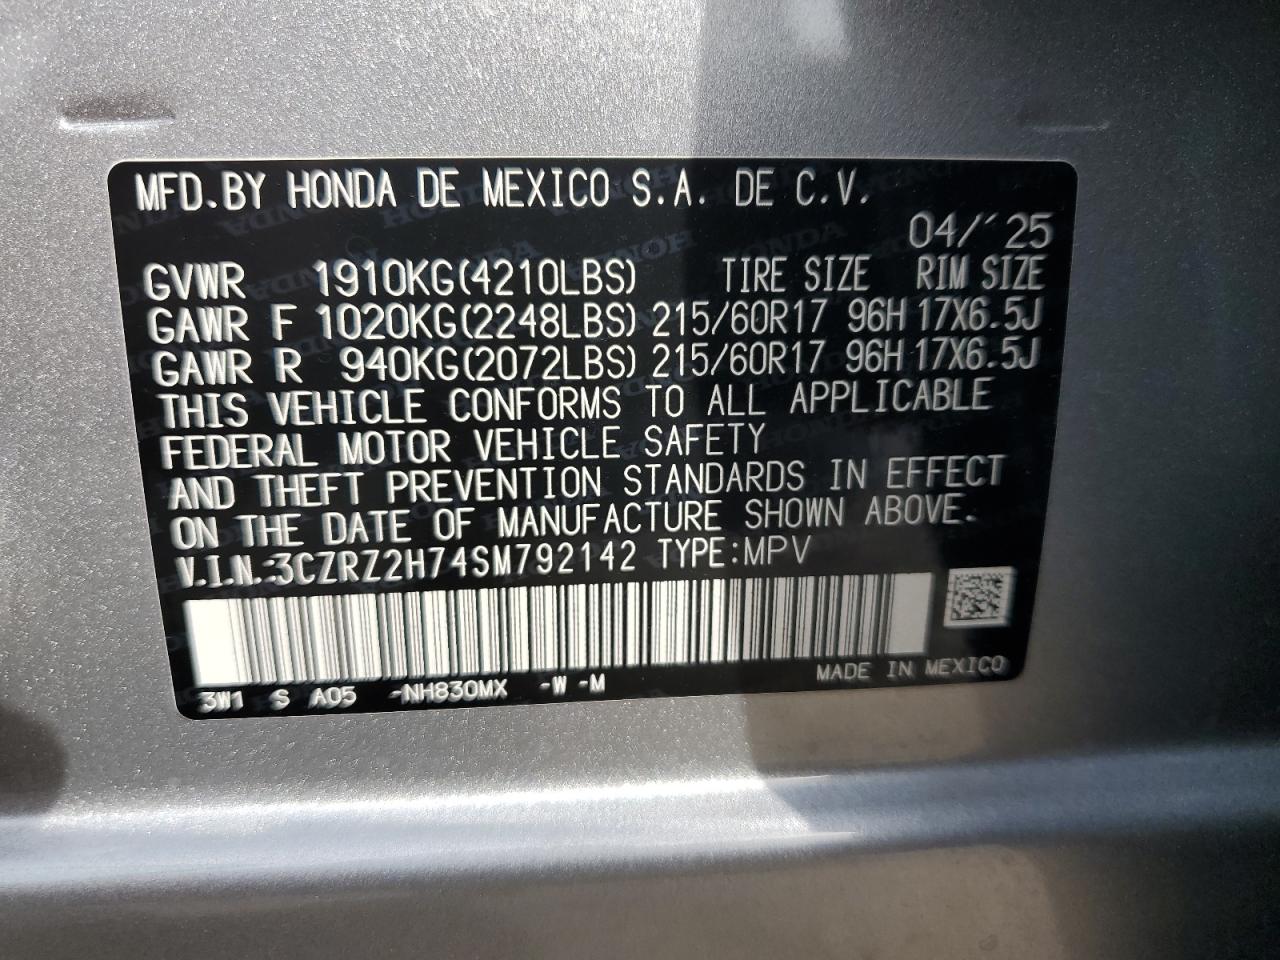 MFD.BY HONDA DE MEXICO S.A. DE C.V.
04/ ´25
GVWR 1910KG(4210LBS) TIRE SIZE RIM SIZE
GAWR F 1020KG(2248LBS) 215/60R17 96H 17X6.5J
GAWR R 940KG(2072LBS) 215/60R17 96H 17X6.5J
THIS VEHICLE CONFORMS TO ALL APPLICABLE
FEDERAL MOTOR VEHICLE SAFETY
AND THEFT PREVENTION STANDARDS IN EFFECT
ON THE DATE OF MANUFACTURE SHOWN ABOVE.
V.I.N.:3CZRZ2H74SM792142 TYPE:MPV
MADE IN MEXICO
3W1 S A05 -NH830MX -W -M